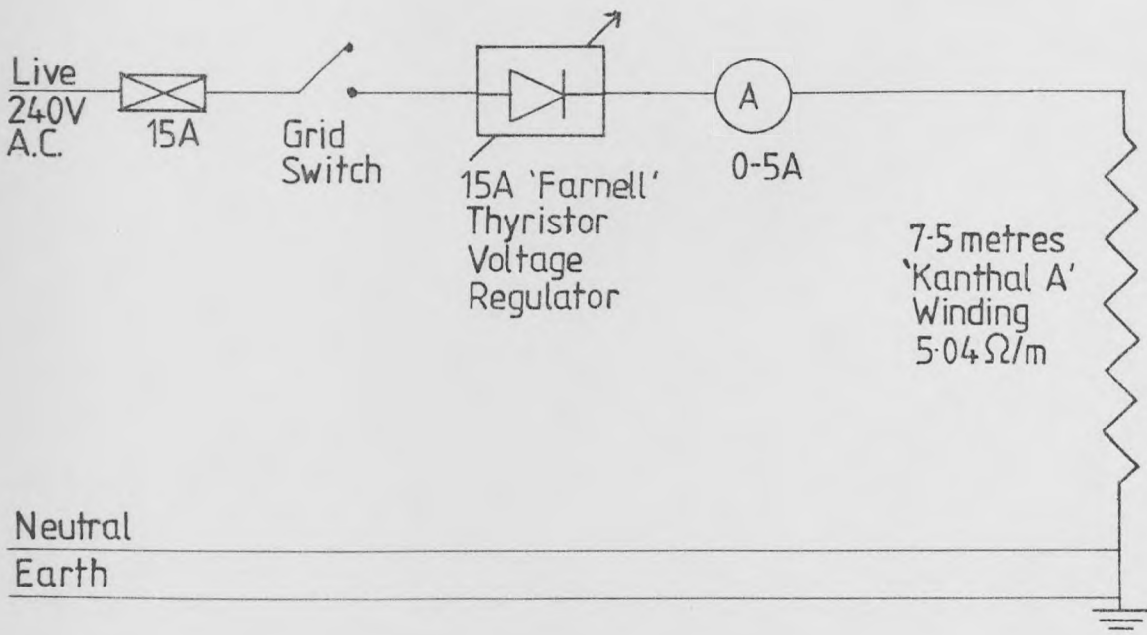 Live
240V
A.C.
15A
Grid
Switch
15A 'Farnell'
Thyristor
Voltage
Regulator
A
0-5A
7·5 metres
'Kanthal A'
Winding
5·04Ω/m
Neutral
Earth